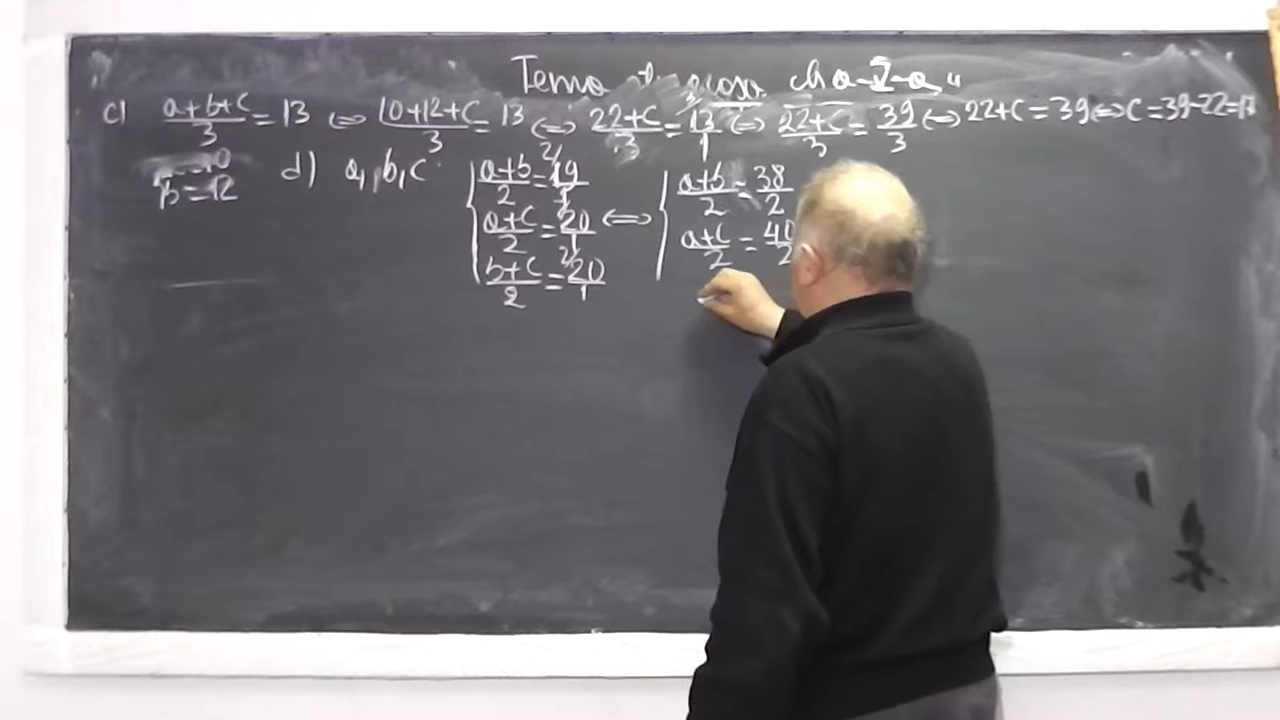 Tema
c) (a+b+c)/3 = 13 ⇔ (10+12+c)/3 = 13 ⇔ (22+c)/3 = 13/1 ⇔ (22+c)/3 = 39/3 ⇔ 22+c = 39 ⇔ c = 39-22 = 17
b=12
d) a, b, c
(a+b)/2 = 19/1
(a+c)/2 = 20/1 ⇔
(b+c)/2 = 20/1
(a+b)/2 = 38/2
(a+c)/2 = 40/2